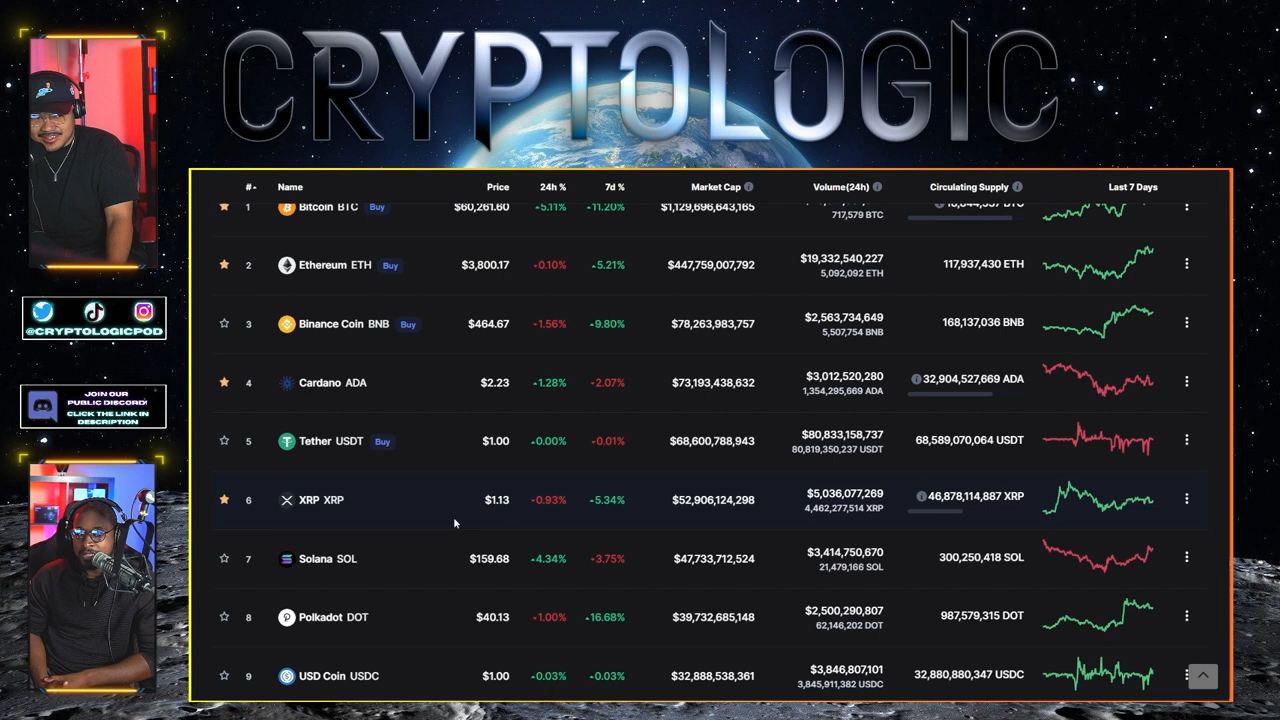 CRYPTOLOGIC
@CRYPTOLOGICPOD
JOIN OUR
PUBLIC DISCORD!
CLICK THE LINK IN
DESCRIPTION
# Name Price 24h % 7d % Market Cap Volume(24h) Circulating Supply Last 7 Days
1 Bitcoin BTC Buy $60,261.60 5.11% 11.20% $1,129,696,643,165
717,579 BTC
2 Ethereum ETH Buy $3,800.17 0.10% 5.21% $447,759,007,792 $19,332,540,227 117,937,430 ETH
5,092,092 ETH
3 Binance Coin BNB Buy $464.67 1.56% 9.80% $78,263,983,757 $2,563,734,649 168,137,036 BNB
5,507,754 BNB
4 Cardano ADA $2.23 1.28% 2.07% $73,193,438,632 $3,012,520,280 32,904,527,669 ADA
1,354,295,669 ADA
5 Tether USDT Buy $1.00 0.00% 0.01% $68,600,788,943 $80,833,158,737 68,589,070,064 USDT
80,819,350,237 USDT
6 XRP XRP $1.13 0.93% 5.34% $52,906,124,298 $5,036,077,269 46,878,114,887 XRP
4,462,277,514 XRP
7 Solana SOL $159.68 4.34% 3.75% $47,733,712,524 $3,414,750,670 300,250,418 SOL
21,479,166 SOL
8 Polkadot DOT $40.13 1.00% 16.68% $39,732,685,148 $2,500,290,807 987,579,315 DOT
62,146,202 DOT
9 USD Coin USDC $1.00 0.03% 0.03% $32,888,538,361 $3,846,807,101 32,880,880,347 USDC
3,845,911,382 USDC